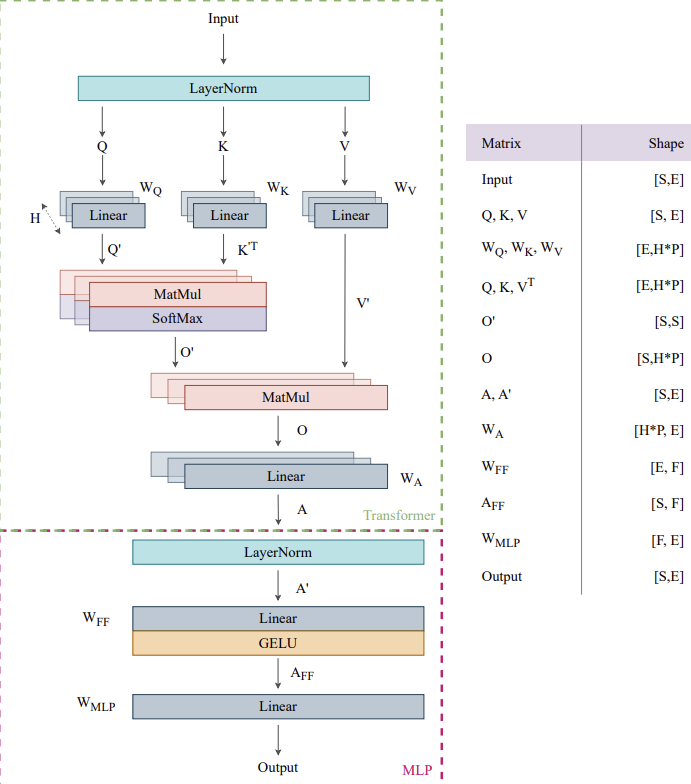 Input
LayerNorm
Q K V
W_Q W_K W_V
H Linear Linear Linear
Q' K'^T
MatMul
SoftMax
V'
O'
MatMul
O
Linear
W_A
A
Transformer
LayerNorm
A'
W_FF Linear
GELU
A_FF
W_MLP Linear
Output
MLP
Matrix Shape
Input [S,E]
Q, K, V [S, E]
W_Q, W_K, W_V [E,H*P]
Q, K, V^T [E,H*P]
O' [S,S]
O [S,H*P]
A, A' [S,E]
W_A [H*P, E]
W_FF [E, F]
A_FF [S, F]
W_MLP [F, E]
Output [S,E]